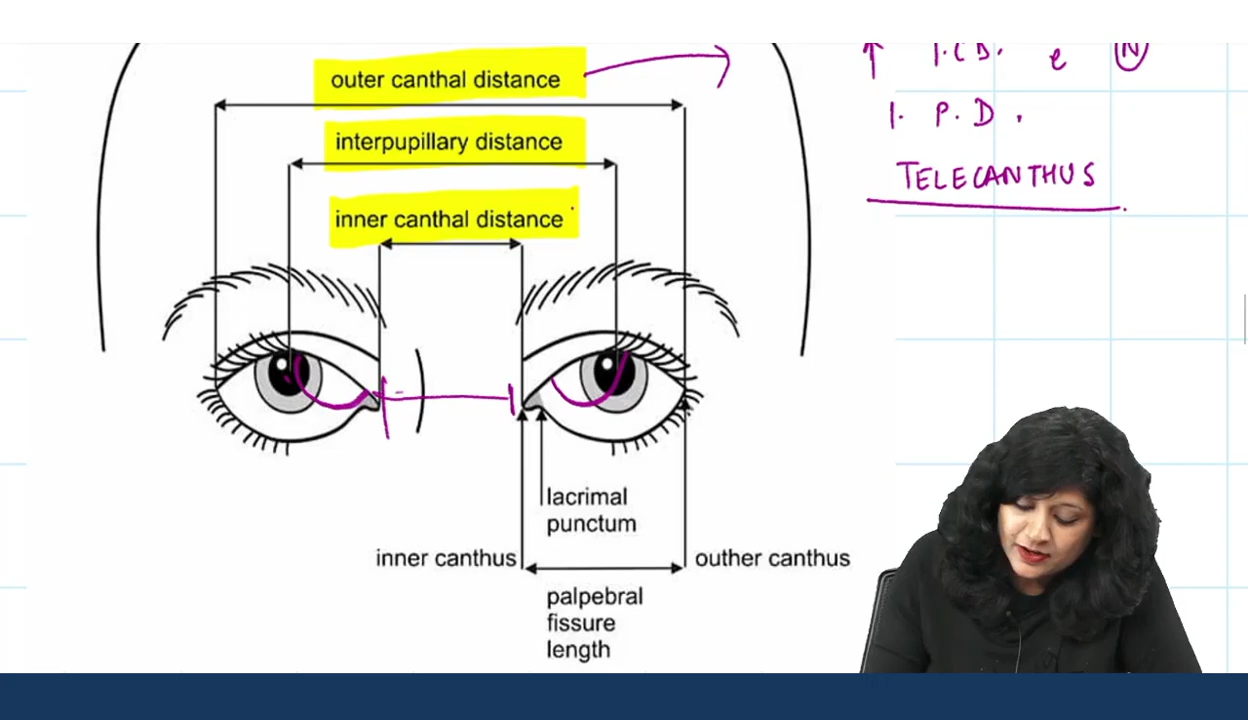 outer canthal distance
interpupillary distance
inner canthal distance
↑ I.C.D. c Ⓝ
I. P. D.
TELECANTHUS
lacrimal
punctum
inner canthus
outher canthus
palpebral
fissure
length